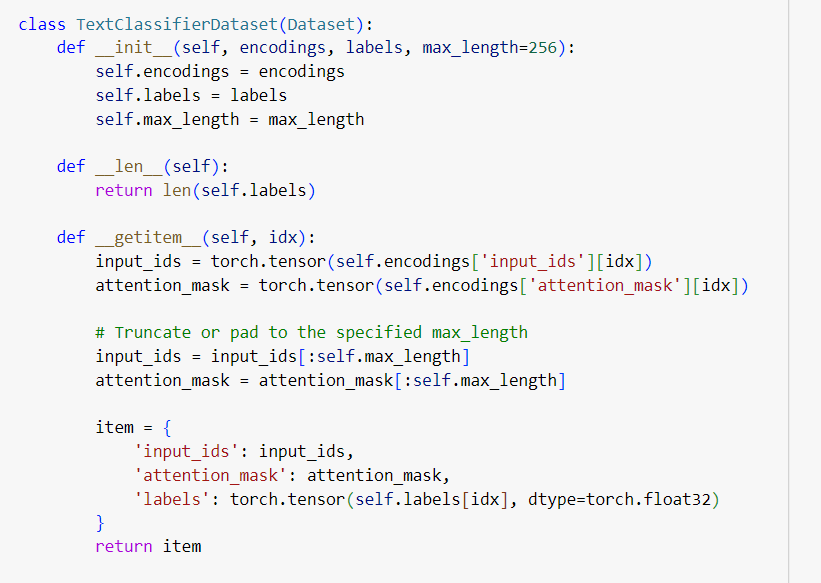 class TextClassifierDataset(Dataset):
    def __init__(self, encodings, labels, max_length=256):
        self.encodings = encodings
        self.labels = labels
        self.max_length = max_length

    def __len__(self):
        return len(self.labels)

    def __getitem__(self, idx):
        input_ids = torch.tensor(self.encodings['input_ids'][idx])
        attention_mask = torch.tensor(self.encodings['attention_mask'][idx])

        # Truncate or pad to the specified max_length
        input_ids = input_ids[:self.max_length]
        attention_mask = attention_mask[:self.max_length]

        item = {
            'input_ids': input_ids,
            'attention_mask': attention_mask,
            'labels': torch.tensor(self.labels[idx], dtype=torch.float32)
        }
        return item